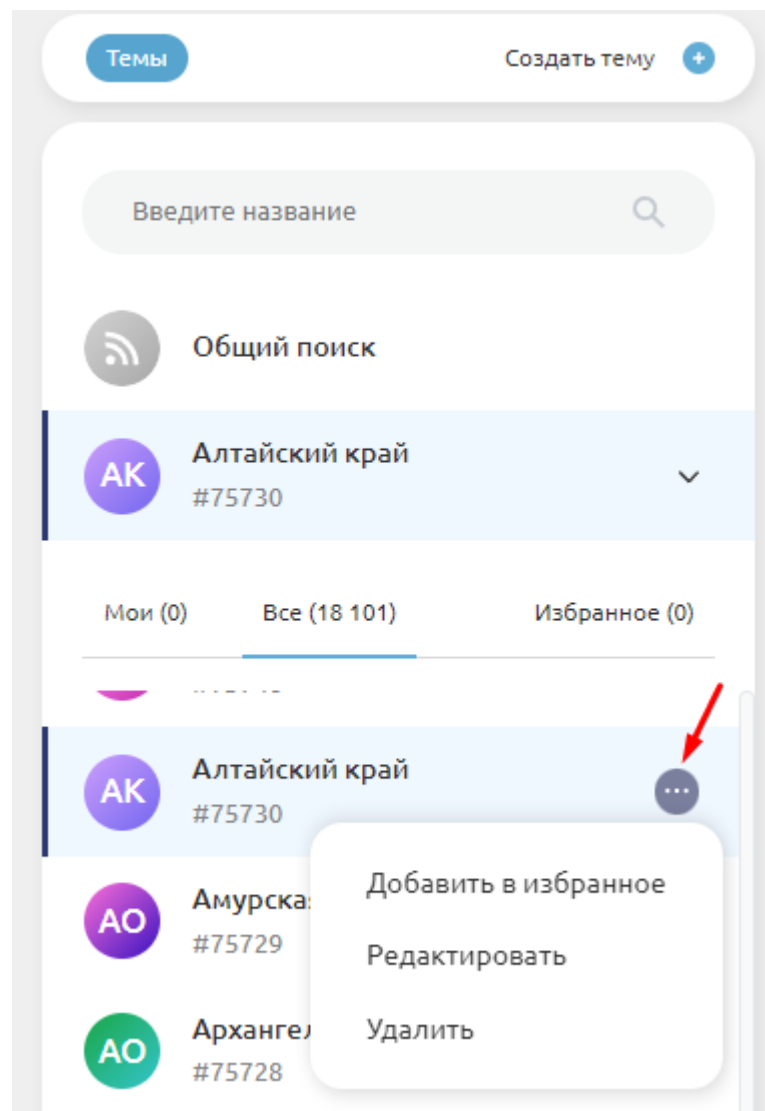 Темы
Создать тему
Введите название
Общий поиск
АК
Алтайский край
#75730
Мои (0)
Все (18 101)
Избранное (0)
АК
Алтайский край
#75730
Добавить в избранное
АО
#75729
Редактировать
АО
#75728
Удалить